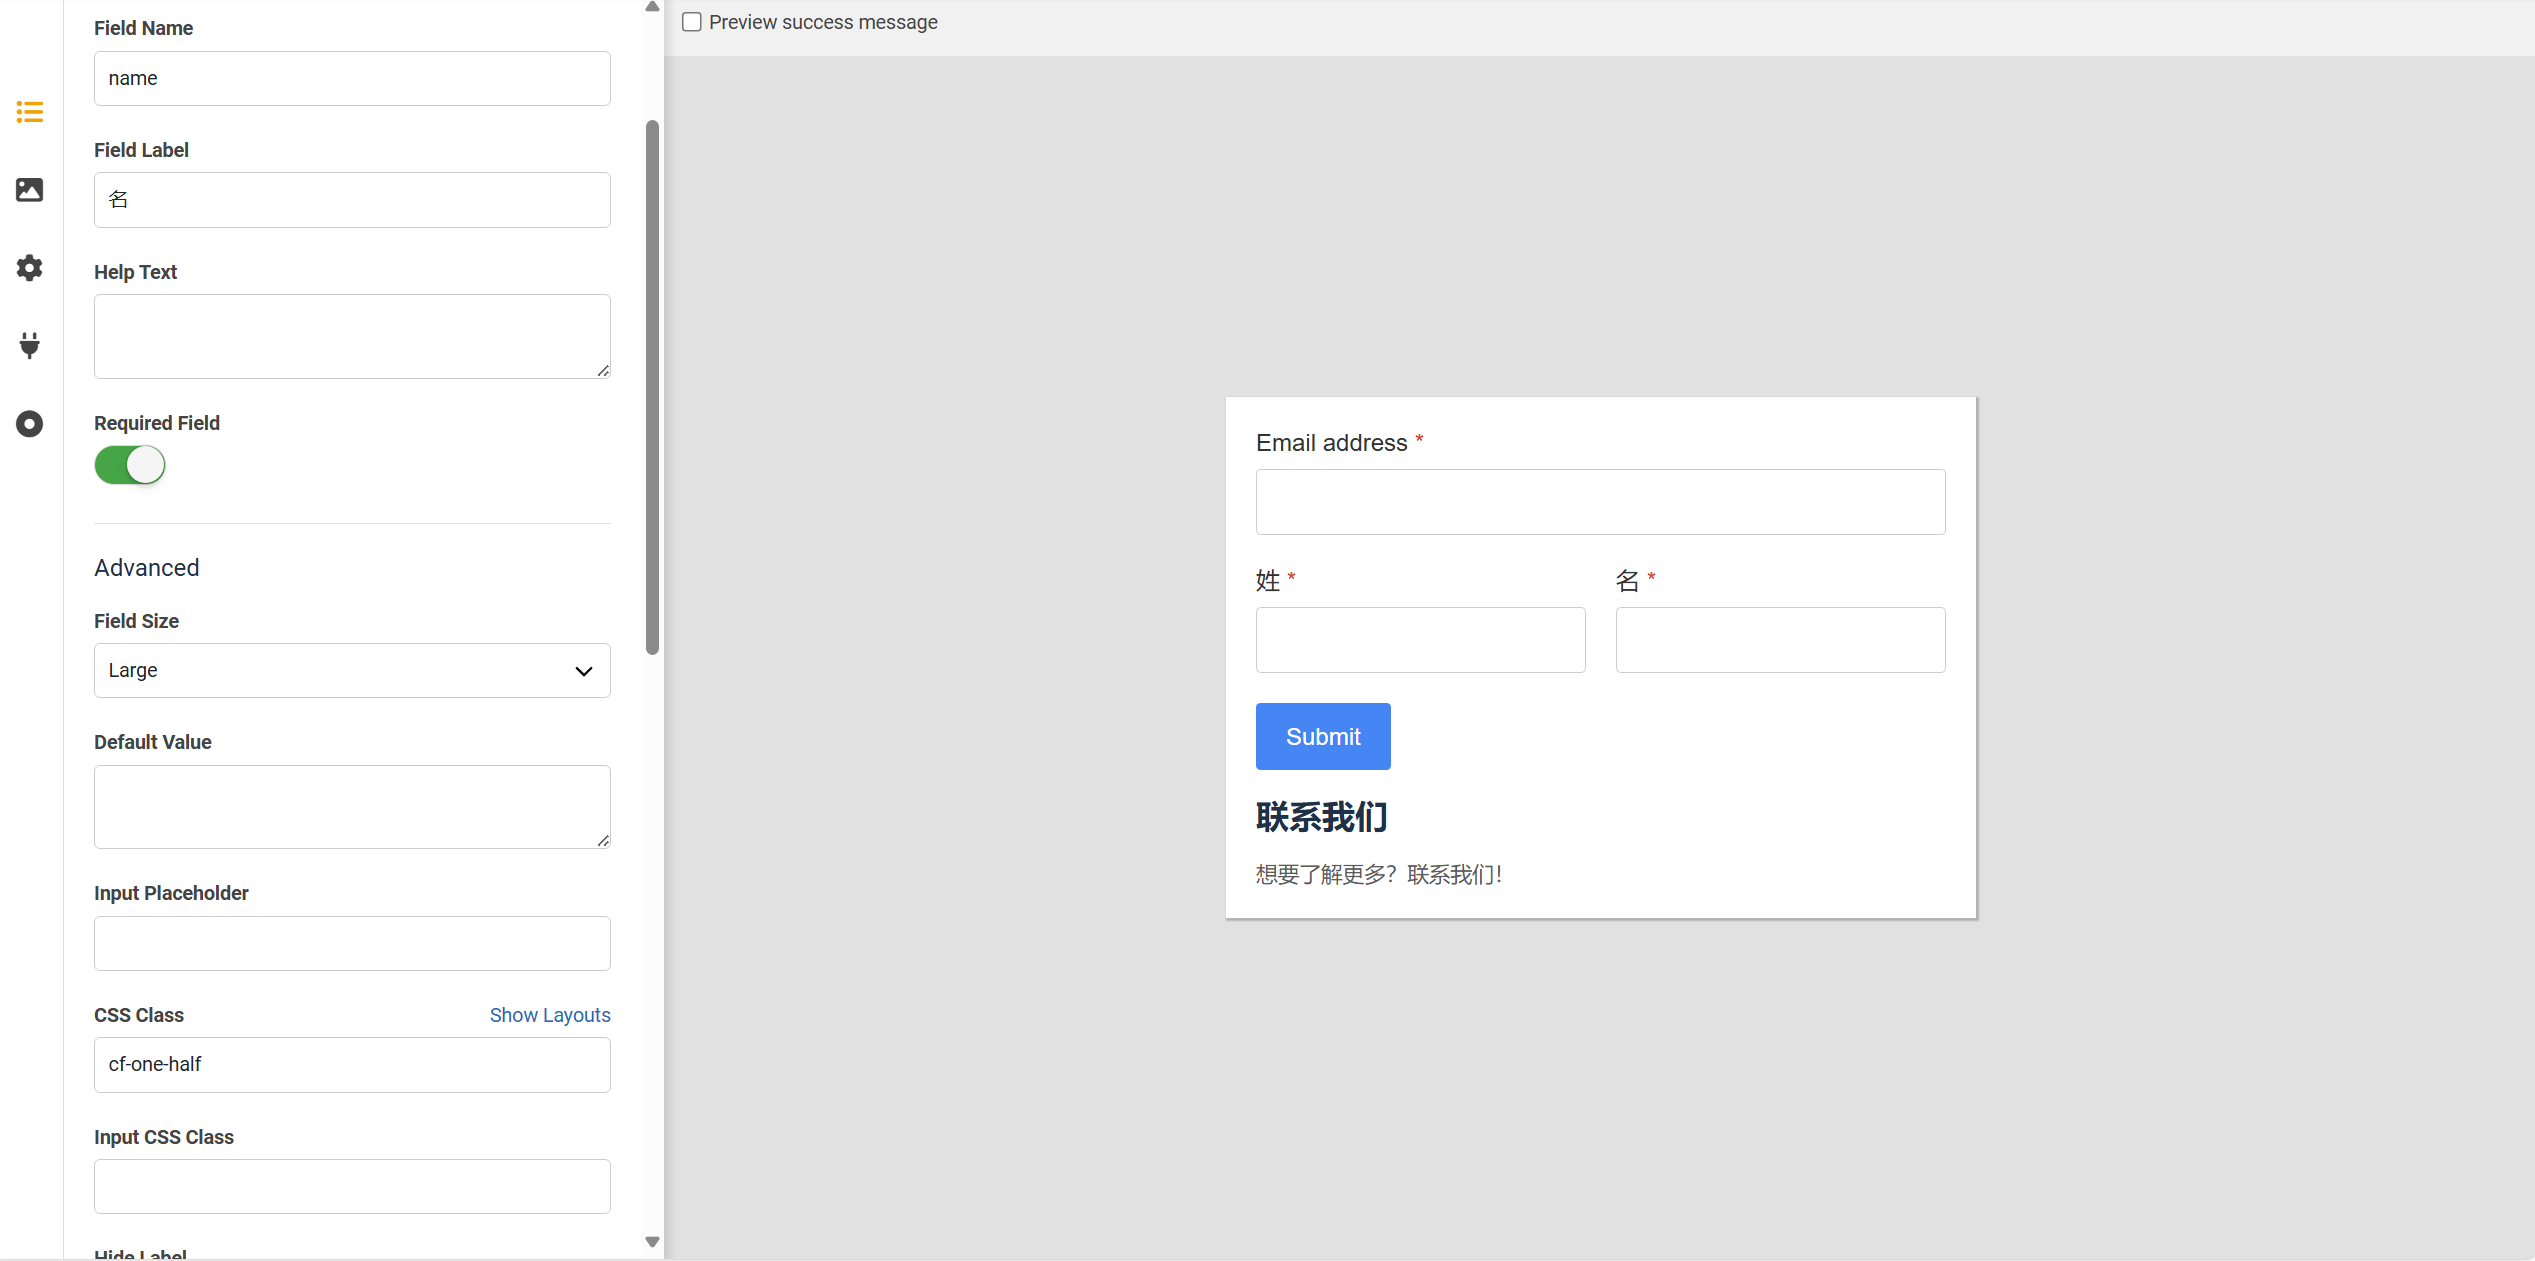 Field Name
name
Field Label
名
Help Text
Required Field
Advanced
Field Size
Large
Default Value
Input Placeholder
CSS Class
Show Layouts
cf-one-half
Input CSS Class
Hide Label
Preview success message
Email address *
姓 *
名 *
Submit
联系我们
想要了解更多？联系我们！